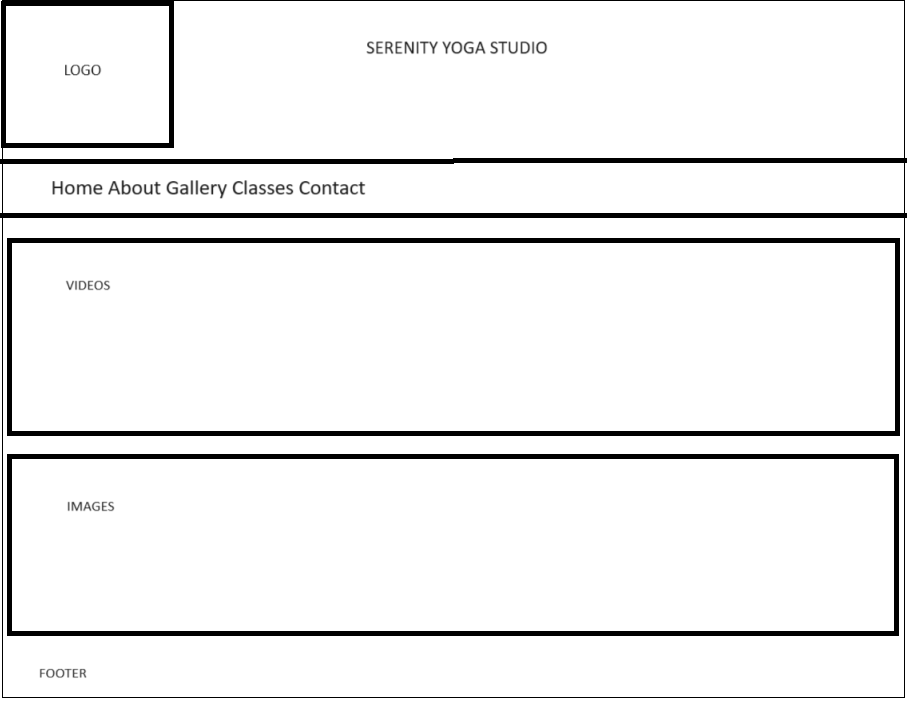 SERENITY YOGA STUDIO
LOGO
Home About Gallery Classes Contact
VIDEOS
IMAGES
FOOTER